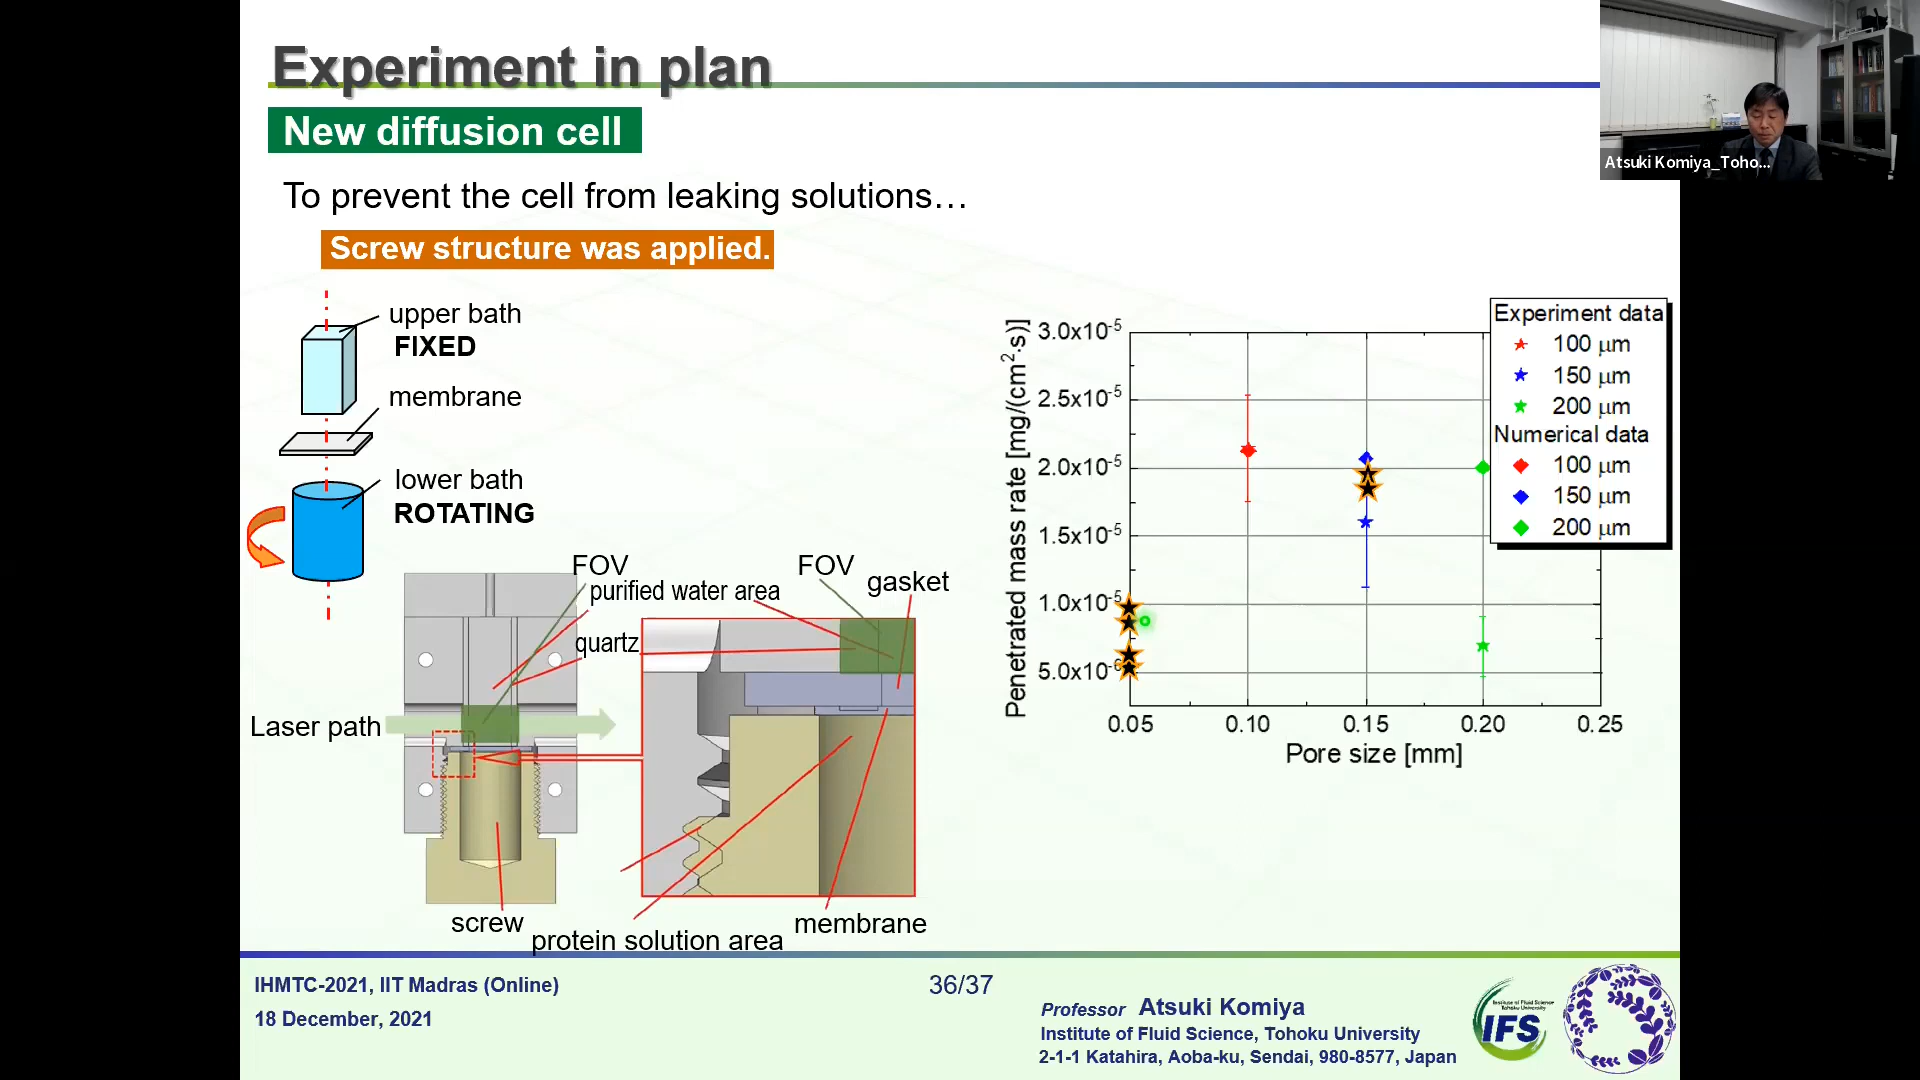 Experiment in plan
New diffusion cell
To prevent the cell from leaking solutions…
Screw structure was applied.
upper bath
FIXED
membrane
lower bath
ROTATING
FOV
purified water area
quartz
FOV
gasket
Laser path
screw
protein solution area
membrane
Penetrated mass rate [mg/(cm²·s)]
3.0x10⁻⁵
2.5x10⁻⁵
2.0x10⁻⁵
1.5x10⁻⁵
1.0x10⁻⁵
5.0x10⁻⁶
0.05 0.10 0.15 0.20 0.25
Pore size [mm]
Experiment data
100 μm
150 μm
200 μm
Numerical data
100 μm
150 μm
200 μm
Atsuki Komiya_Toho...
IHMTC-2021, IIT Madras (Online)
18 December, 2021
36/37
Professor Atsuki Komiya
Institute of Fluid Science, Tohoku University
2-1-1 Katahira, Aoba-ku, Sendai, 980-8577, Japan
Institute of Fluid Science
Tohoku University
IFS